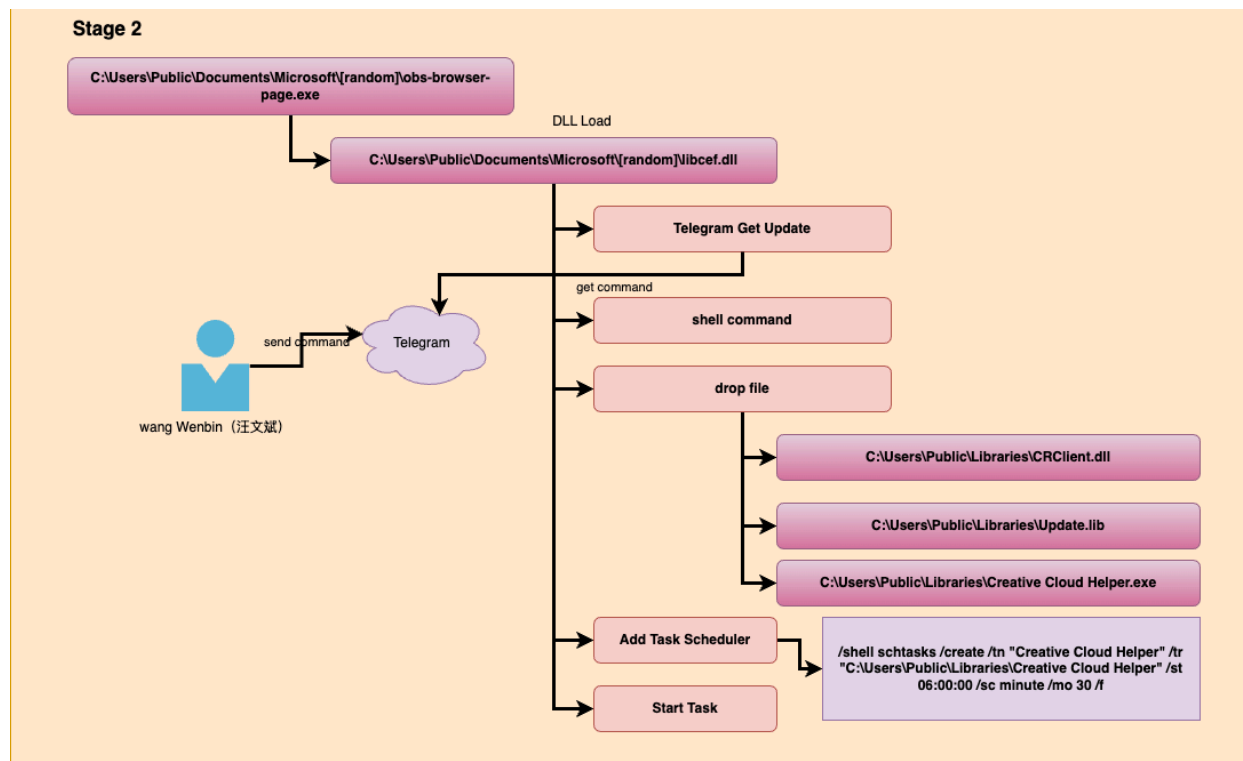 Stage 2
C:\Users\Public\Documents\Microsoft\[random]\obs-browser-
page.exe
DLL Load
C:\Users\Public\Documents\Microsoft\[random]\libcef.dll
Telegram Get Update
get command
shell command
send command
Telegram
drop file
wang Wenbin（汪文斌）
C:\Users\Public\Libraries\CRClient.dll
C:\Users\Public\Libraries\Update.lib
C:\Users\Public\Libraries\Creative Cloud Helper.exe
Add Task Scheduler
/shell schtasks /create /tn "Creative Cloud Helper" /tr
"C:\Users\Public\Libraries\Creative Cloud Helper" /st
06:00:00 /sc minute /mo 30 /f
Start Task